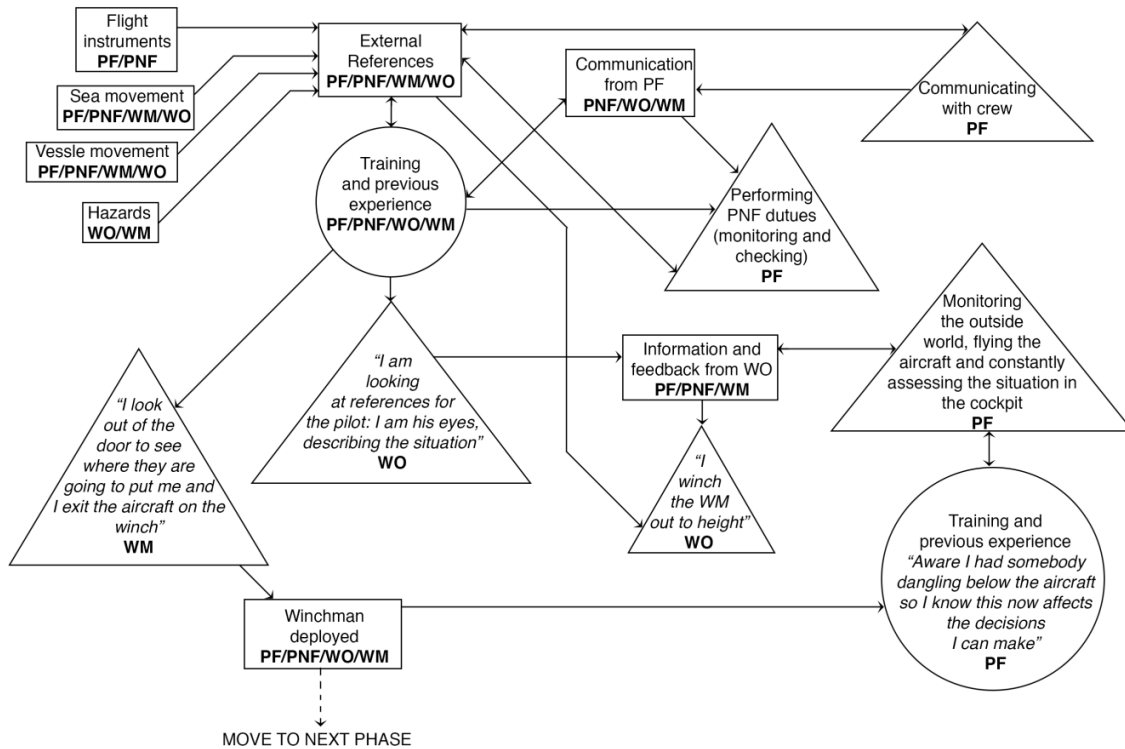 Flight
instruments
PF/PNF
Sea movement
PF/PNF/WM/WO
Vessle movement
PF/PNF/WM/WO
Hazards
WO/WM
External
References
PF/PNF/WM/WO
Communication
from PF
PNF/WO/WM
Communicating
with crew
PF
Training
and previous
experience
PF/PNF/WO/WM
Performing
PNF dutues
(monitoring and
checking)
PF
Monitoring
the outside
world, flying the
aircraft and constantly
assessing the situation in
the cockpit
PF
Information and
feedback from WO
PF/PNF/WM
“I am
looking
at references for
the pilot: I am his eyes,
describing the situation”
WO
“I look
out of the
door to see
where they are
going to put me and
I exit the aircraft on the
winch”
WM
“I
winch
the WM
out to height”
WO
Training and
previous experience
“Aware I had somebody
dangling below the aircraft
so I know this now affects
the decisions
I can make”
PF
Winchman
deployed
PF/PNF/WO/WM
MOVE TO NEXT PHASE